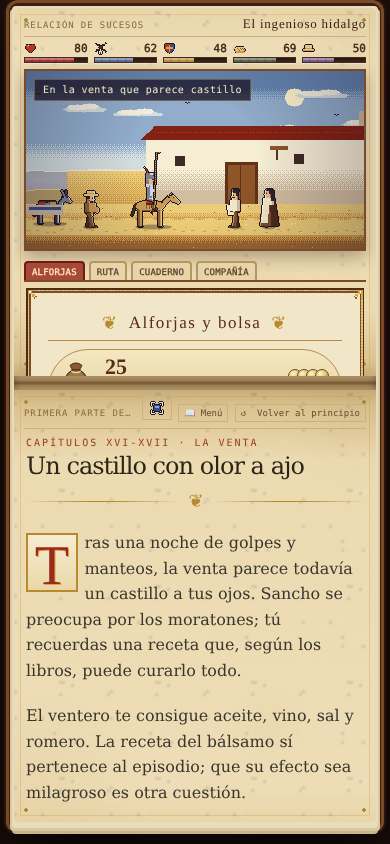 RELACIÓN DE SUCESOS
El ingenioso hidalgo
80 62 48 69 50
En la venta que parece castillo
ALFORJAS RUTA CUADERNO COMPAÑÍA
Alforjas y bolsa
25
PRIMERA PARTE DE…
📖 Menú
↺ Volver al principio
CAPÍTULOS XVI-XVII · LA VENTA
Un castillo con olor a ajo
Tras una noche de golpes y
manteos, la venta parece todavía
un castillo a tus ojos. Sancho se
preocupa por los moratones; tú
recuerdas una receta que, según los
libros, puede curarlo todo.
El ventero te consigue aceite, vino, sal y
romero. La receta del bálsamo sí
pertenece al episodio; que su efecto sea
milagroso es otra cuestión.